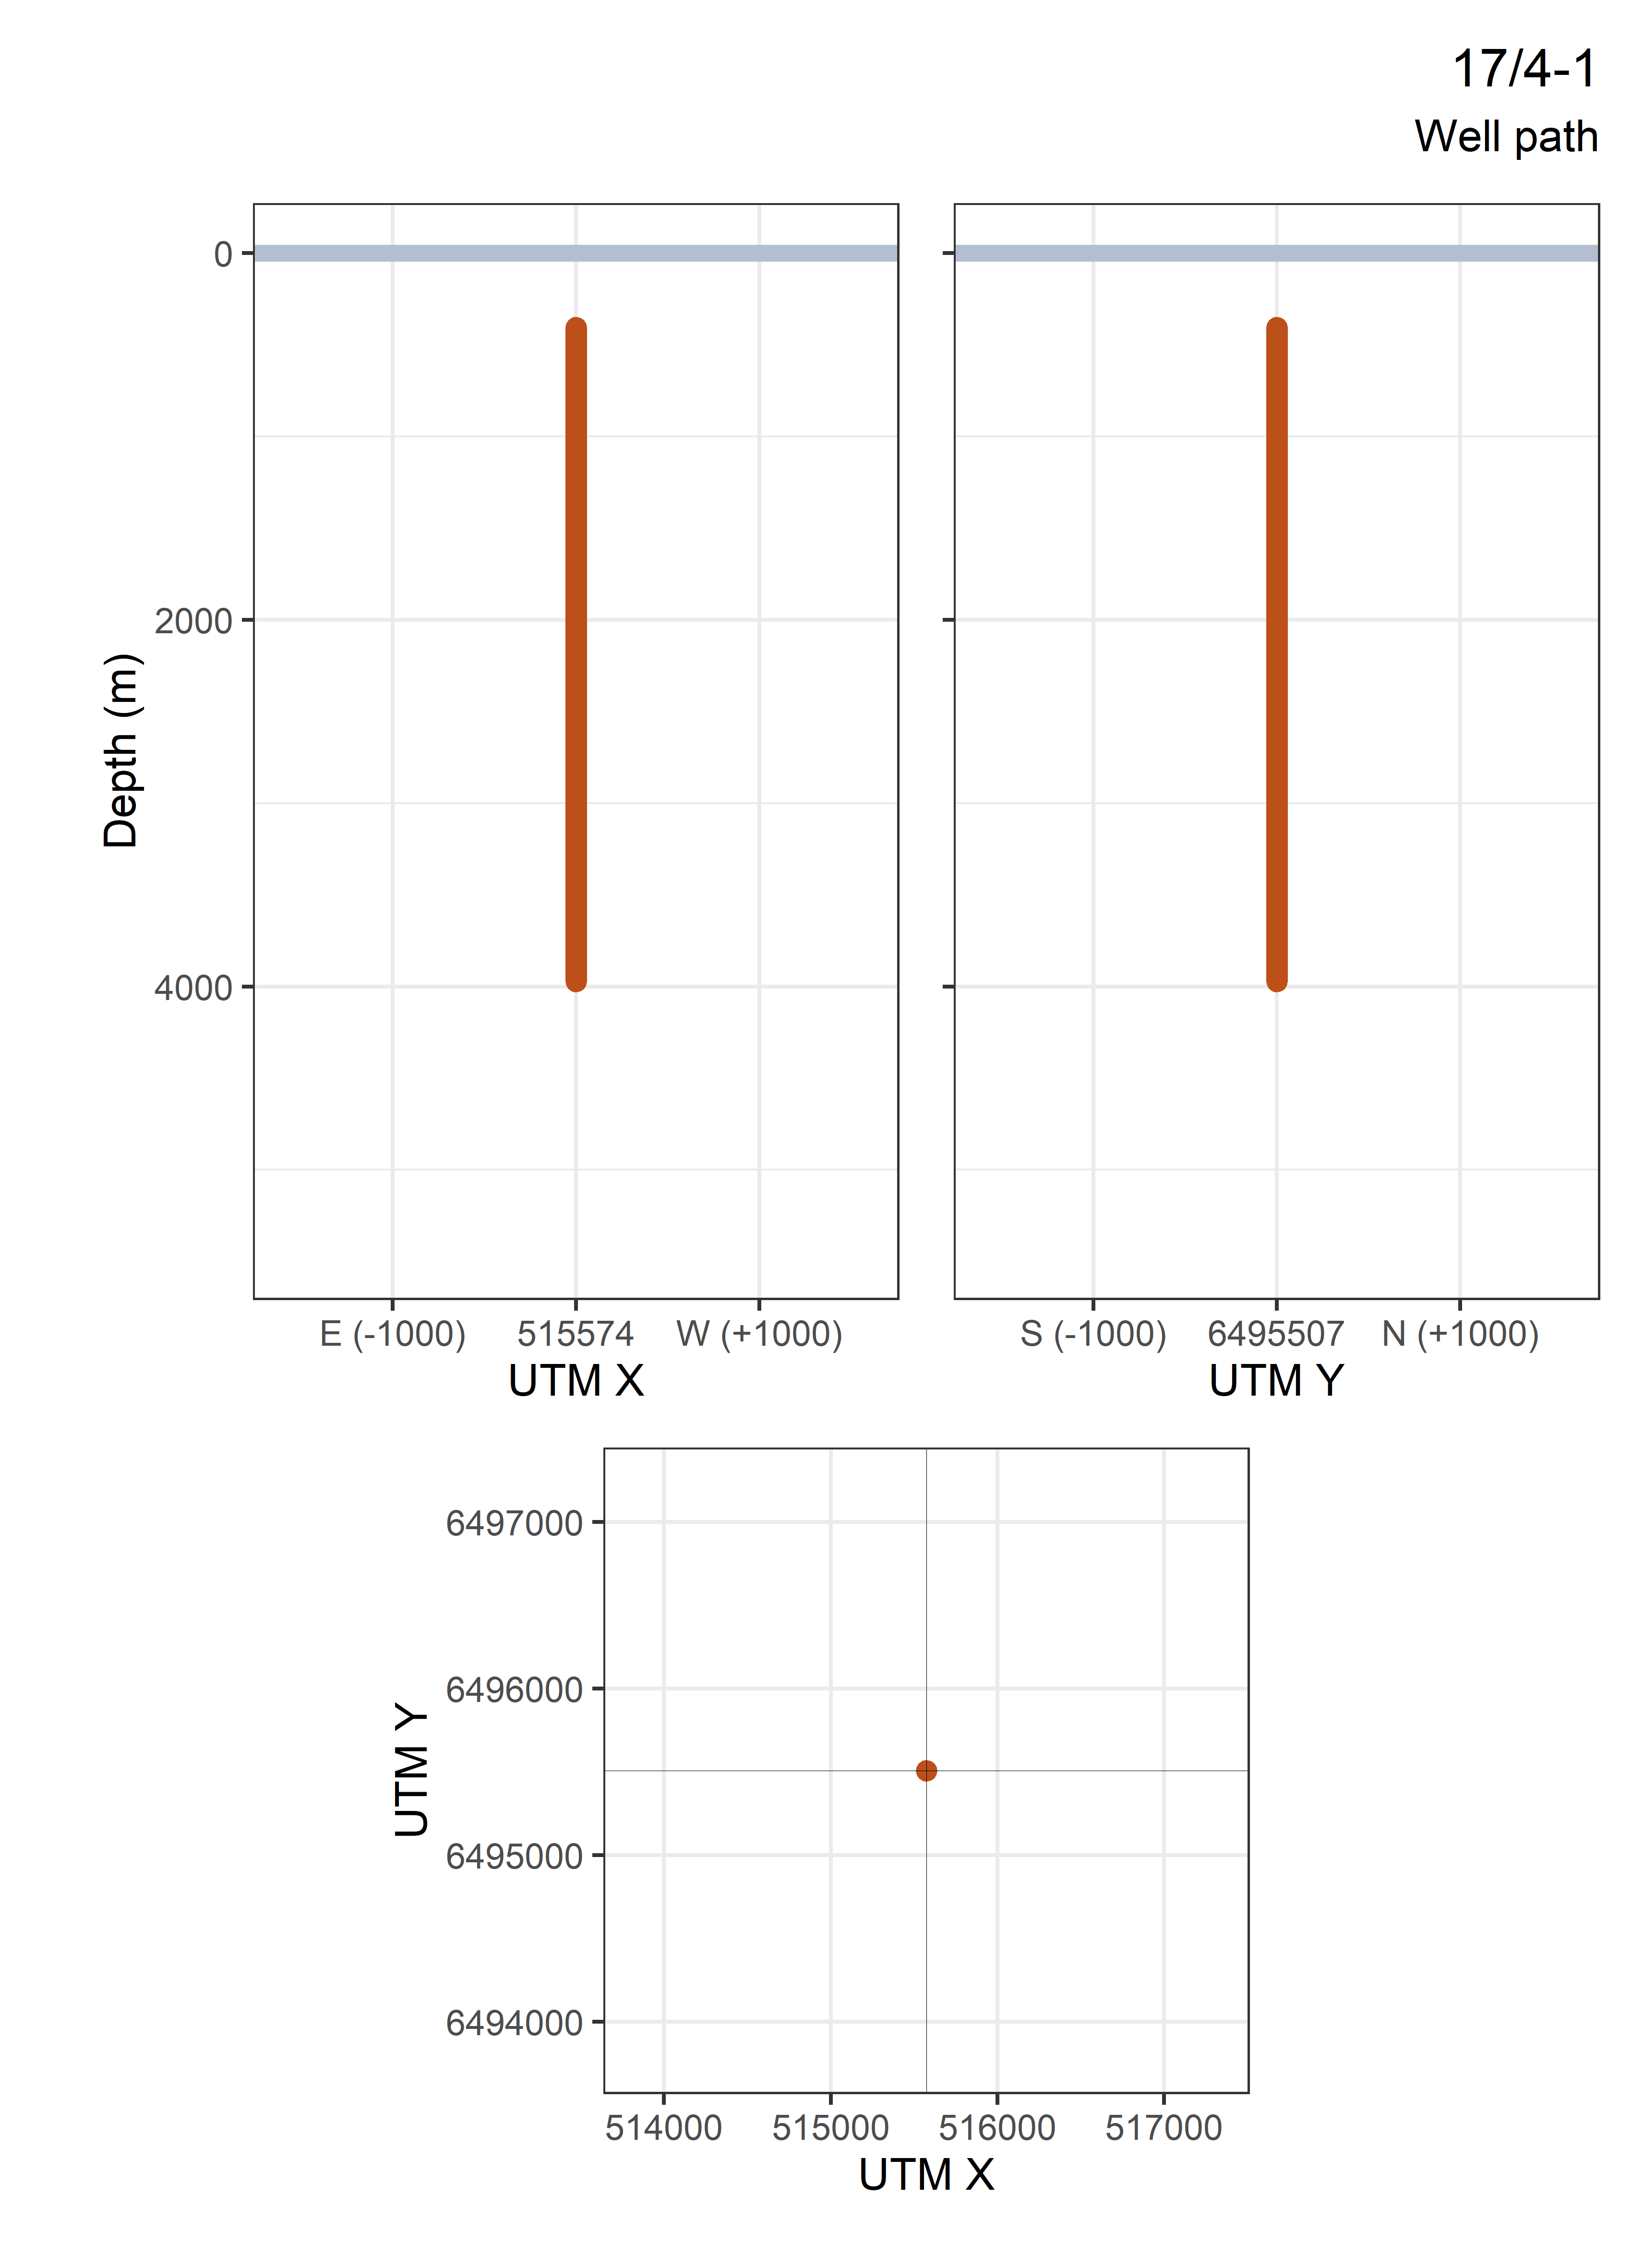 17/4-1
Well path
Depth (m)
0
2000
4000
E (-1000) 515574 W (+1000)
UTM X
S (-1000) 6495507 N (+1000)
UTM Y
UTM Y
6497000
6496000
6495000
6494000
514000 515000 516000 517000
UTM X